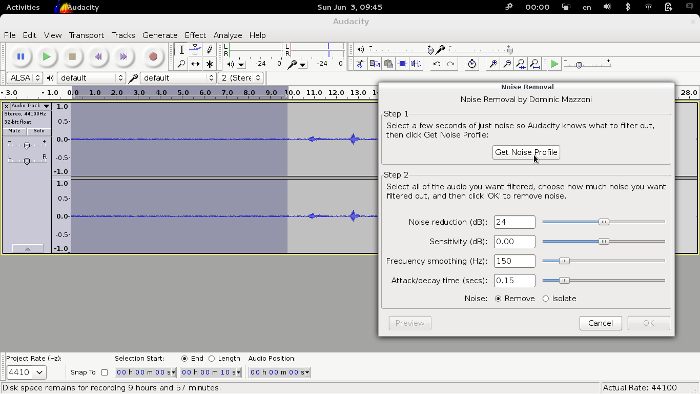 Activities Audacity Sun Jun 3, 09:45 00:00 en
Audacity
File Edit View Transport Tracks Generate Effect Analyze Help
L
R
-24 0
L
R
-24 0
ALSA default default 2 (Stere
- 3.0 0.0 1.0 2.0 3.0 4.0 5.0 6.0 7.0 8.0 9.0 10.0 11.0 12.0 13.0 28.0
Audio Track
Stereo, 44100Hz
32-bit float
Mute Solo
- +
L R
1.0
0.5
0.0
-0.5
-1.0
1.0
0.5
0.0
-0.5
-1.0
Noise Removal
Noise Removal by Dominic Mazzoni
Step 1
Select a few seconds of just noise so Audacity knows what to filter out,
then click Get Noise Profile:
Get Noise Profile
Step 2
Select all of the audio you want filtered, choose how much noise you want
filtered out, and then click 'OK' to remove noise.
Noise reduction (dB): 24
Sensitivity (dB): 0.00
Frequency smoothing (Hz): 150
Attack/decay time (secs): 0.15
Noise: Remove Isolate
Preview Cancel OK
Project Rate (Hz): Selection Start: End Length Audio Position
4410 Snap To 00 h 00 m 00 s 00 h 00 m 10 s 00 h 00 m 00 s
Disk space remains for recording 9 hours and 57 minutes. Actual Rate: 44100